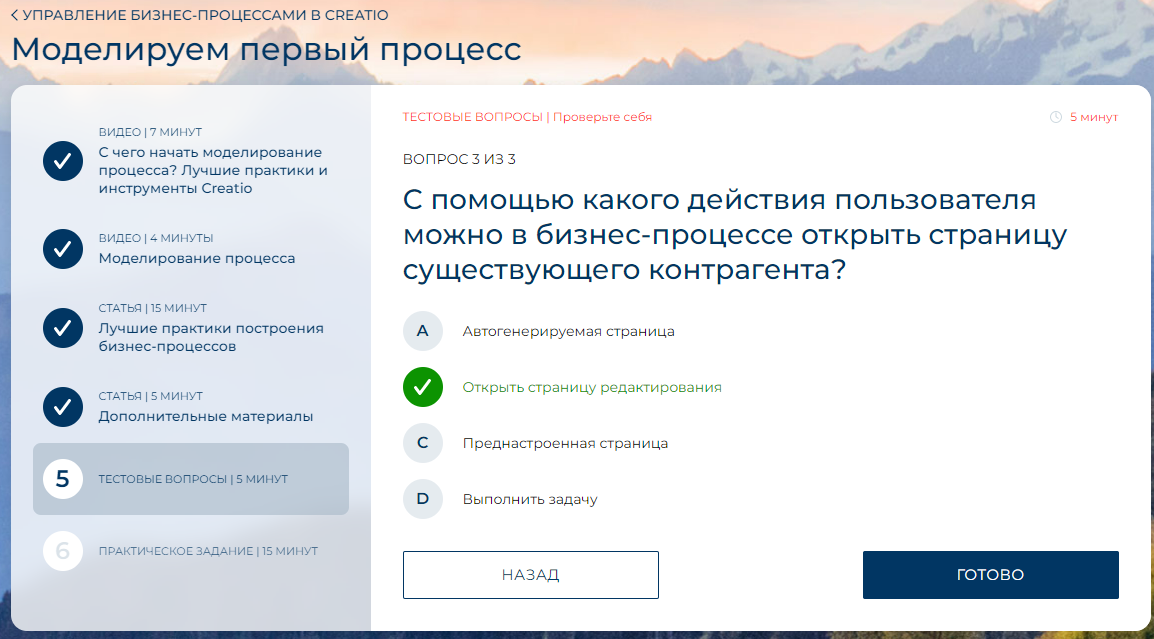 УПРАВЛЕНИЕ БИЗНЕС-ПРОЦЕССАМИ В CREATIO
Моделируем первый процесс
ВИДЕО | 7 МИНУТ
С чего начать моделирование
процесса? Лучшие практики и
инструменты Creatio
ВИДЕО | 4 МИНУТЫ
Моделирование процесса
СТАТЬЯ | 15 МИНУТ
Лучшие практики построения
бизнес-процессов
СТАТЬЯ | 5 МИНУТ
Дополнительные материалы
5 ТЕСТОВЫЕ ВОПРОСЫ | 5 МИНУТ
6 ПРАКТИЧЕСКОЕ ЗАДАНИЕ | 15 МИНУТ
ТЕСТОВЫЕ ВОПРОСЫ | Проверьте себя
5 минут
ВОПРОС 3 ИЗ 3
С помощью какого действия пользователя
можно в бизнес-процессе открыть страницу
существующего контрагента?
A Автогенерируемая страница
Открыть страницу редактирования
C Преднастроенная страница
D Выполнить задачу
НАЗАД
ГОТОВО